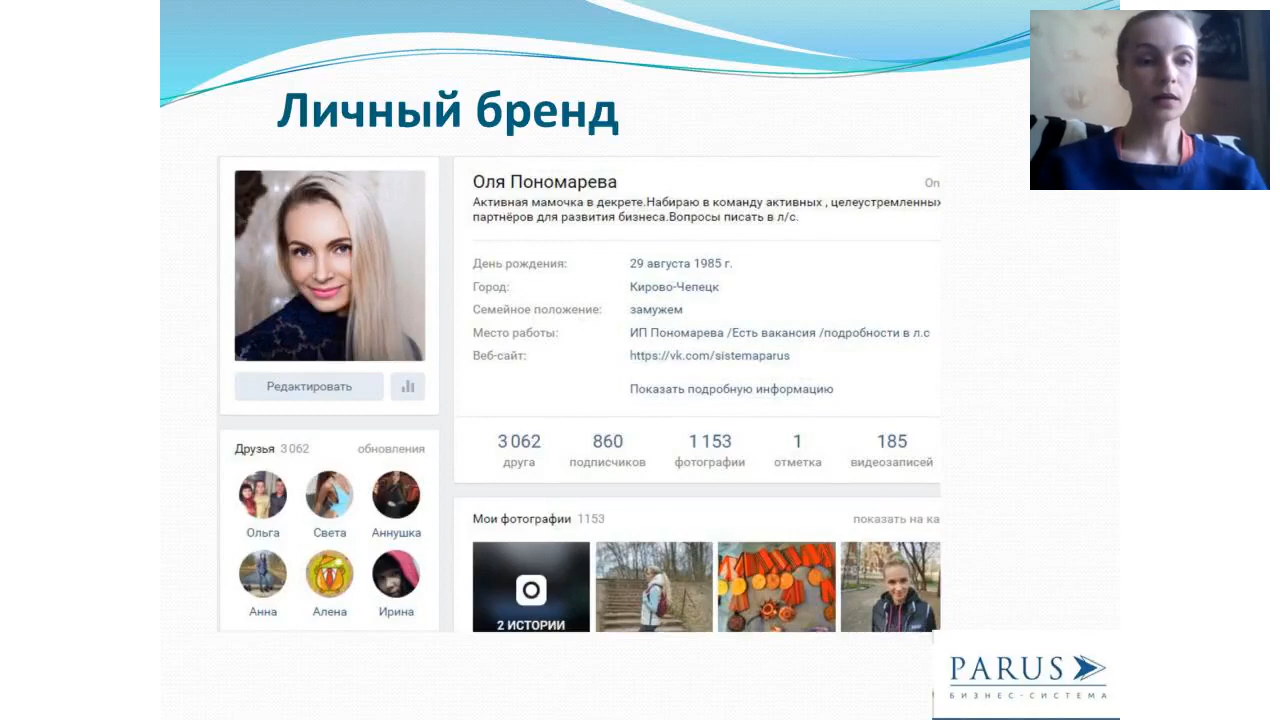 Личный бренд
Оля Пономарева
On
Активная мамочка в декрете.Набираю в команду активных , целеустремленных
партнёров для развития бизнеса.Вопросы писать в л/с.
День рождения: 29 августа 1985 г.
Город: Кирово-Чепецк
Семейное положение: замужем
Место работы: ИП Пономарева /Есть вакансия /подробности в л.с
Веб-сайт: https://vk.com/sistemaparus
Показать подробную информацию
Редактировать
3 062 860 1 153 1 185
друга подписчиков фотографии отметка видеозаписей
Друзья 3 062 обновления
Ольга Света Аннушка
Анна Алена Ирина
Мои фотографии 1153 показать на ка
2 ИСТОРИИ
PARUS
БИЗНЕС-СИСТЕМА